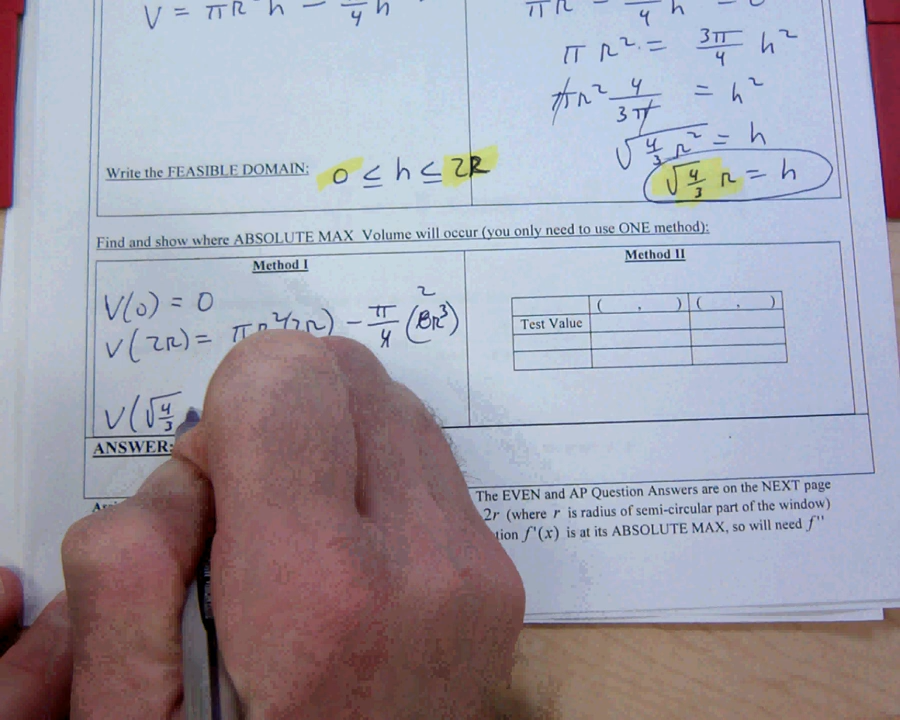 V = πR² h − π/4 h
πR − 3π/4 h = 0
π R² = 3π/4 h²
πR² 4/3π = h²
√(4/3 R²) = h
√(4/3) R = h
Write the FEASIBLE DOMAIN: 0 ≤ h ≤ 2R
Find and show where ABSOLUTE MAX Volume will occur (you only need to use ONE method):
Method I
V(0) = 0
V(2R) = πR²(2R) − π/4 (8R³) 2
V(√4/3
Method II
( , ) ( , )
Test Value
ANSWER:
The EVEN and AP Question Answers are on the NEXT page
2r (where r is radius of semi-circular part of the window)
tion f'(x) is at its ABSOLUTE MAX, so will need f''